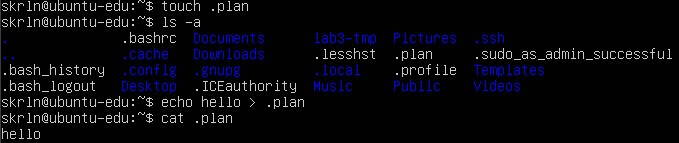 skrln@ubuntu-edu:~$ touch .plan
skrln@ubuntu-edu:~$ ls -a
. .bashrc Documents lab3-tmp Pictures .ssh
.. .cache Downloads .lesshst .plan .sudo_as_admin_successful
.bash_history .config .gnupg .local .profile Templates
.bash_logout Desktop .ICEauthority Music Public Videos
skrln@ubuntu-edu:~$ echo hello > .plan
skrln@ubuntu-edu:~$ cat .plan
hello